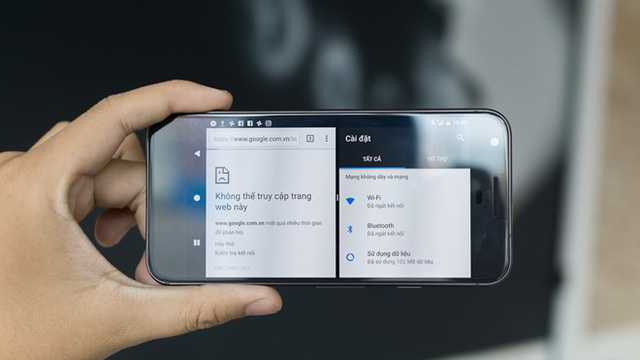 https://www.google.com.vn/se
Không thể truy cập trang
web này
www.google.com.vn mất quá nhiều thời gian
để phản hồi
Hãy thử:
Kiểm tra kết nối
Cài đặt
TẤT CẢ
HỖ TRỢ
Mạng không dây và mạng
Wi-Fi
Đã ngắt kết nối
Bluetooth
Đã ngắt kết nối
Sử dụng dữ liệu
Đã sử dụng 102 MB dữ liệu